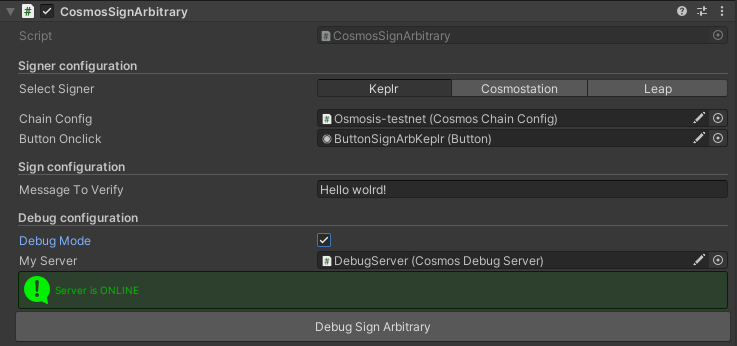 CosmosSignArbitrary
Script CosmosSignArbitrary
Signer configuration
Select Signer Keplr Cosmostation Leap
Chain Config Osmosis-testnet (Cosmos Chain Config)
Button Onclick ButtonSignArbKeplr (Button)
Sign configuration
Message To Verify Hello wolrd!
Debug configuration
Debug Mode
My Server DebugServer (Cosmos Debug Server)
Server is ONLINE
Debug Sign Arbitrary